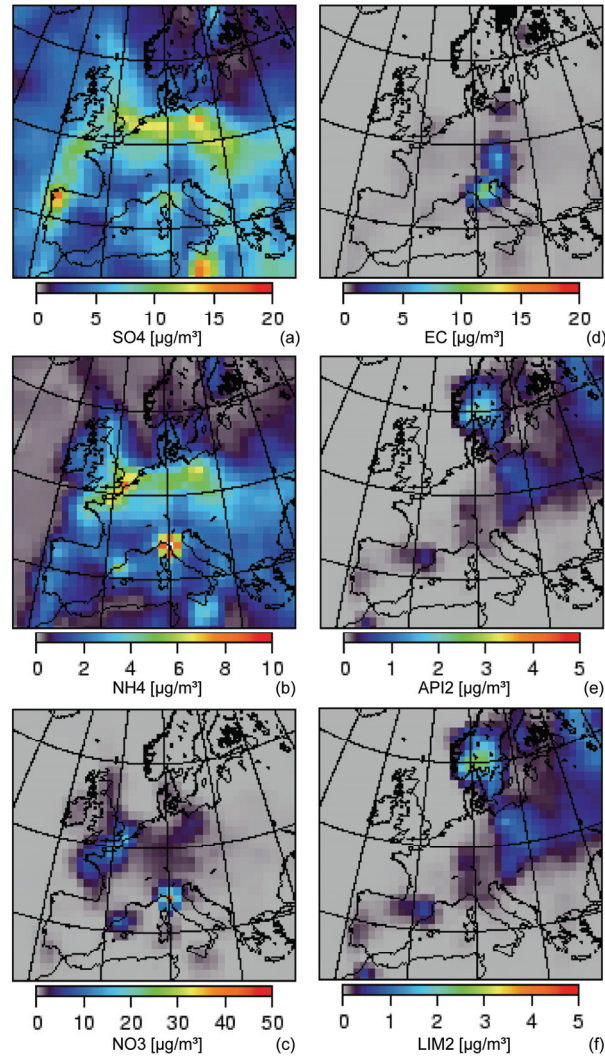 0 5 10 15 20
SO4 [µg/m³] (a)
0 5 10 15 20
EC [µg/m³] (d)
0 2 4 6 8 10
NH4 [µg/m³] (b)
0 1 2 3 4 5
API2 [µg/m³] (e)
0 10 20 30 40 50
NO3 [µg/m³] (c)
0 1 2 3 4 5
LIM2 [µg/m³] (f)